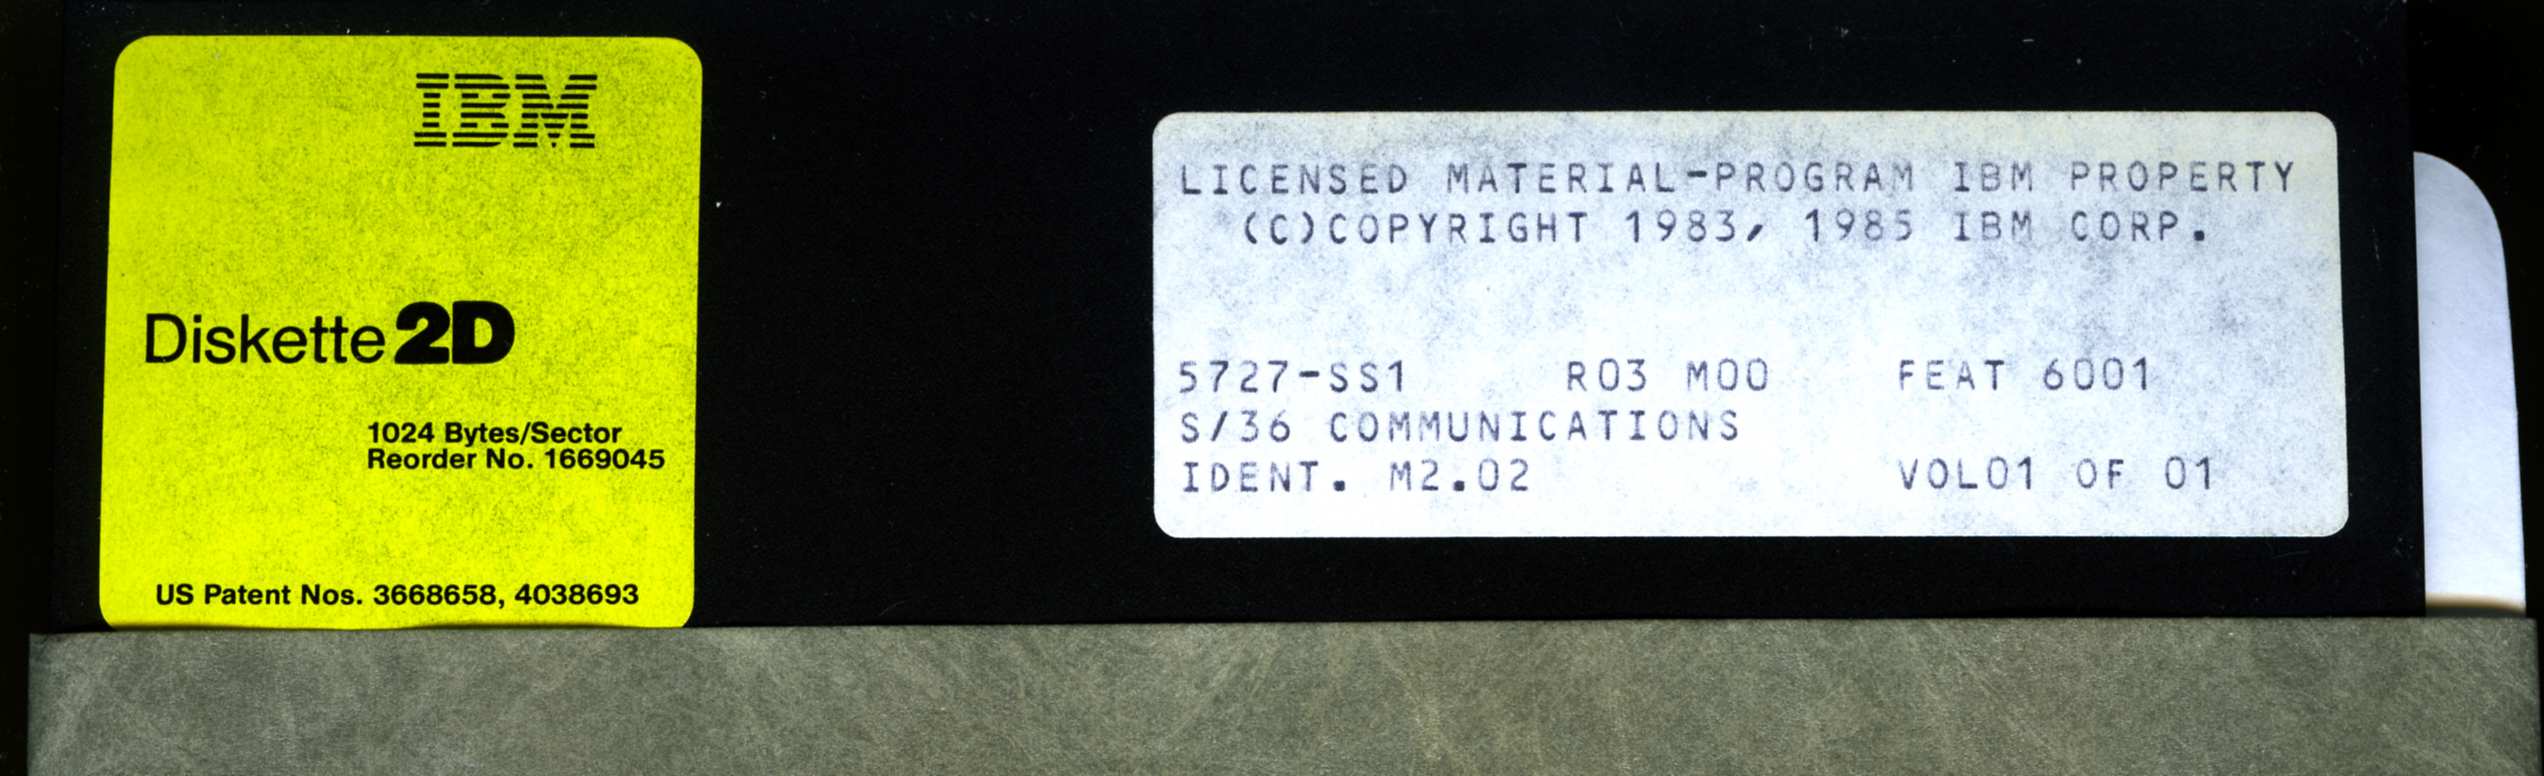 IBM
Diskette 2D
1024 Bytes/Sector
Reorder No. 1669045
US Patent Nos. 3668658, 4038693
LICENSED MATERIAL-PROGRAM IBM PROPERTY
(C)COPYRIGHT 1983, 1985 IBM CORP.
5727-SS1 R03 M00 FEAT 6001
S/36 COMMUNICATIONS
IDENT. M2.02 VOL01 OF 01